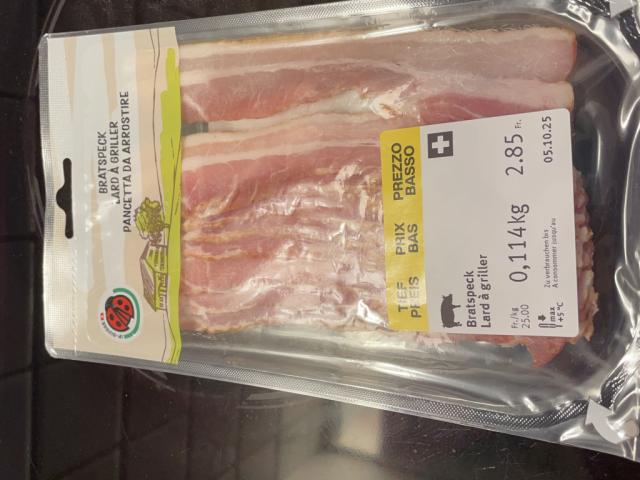 BRATSPECK
LARD À GRILLER
PANCETTA DA ARROSTIRE
TIEF PRIX PREZZO
PREIS BAS BASSO
Bratspeck
Lard à griller
Fr./kg
25.00
0,114kg
2.85 Fr.
max
+5 °C
Zu verbrauchen bis
A consommer jusqu'au
05.10.25